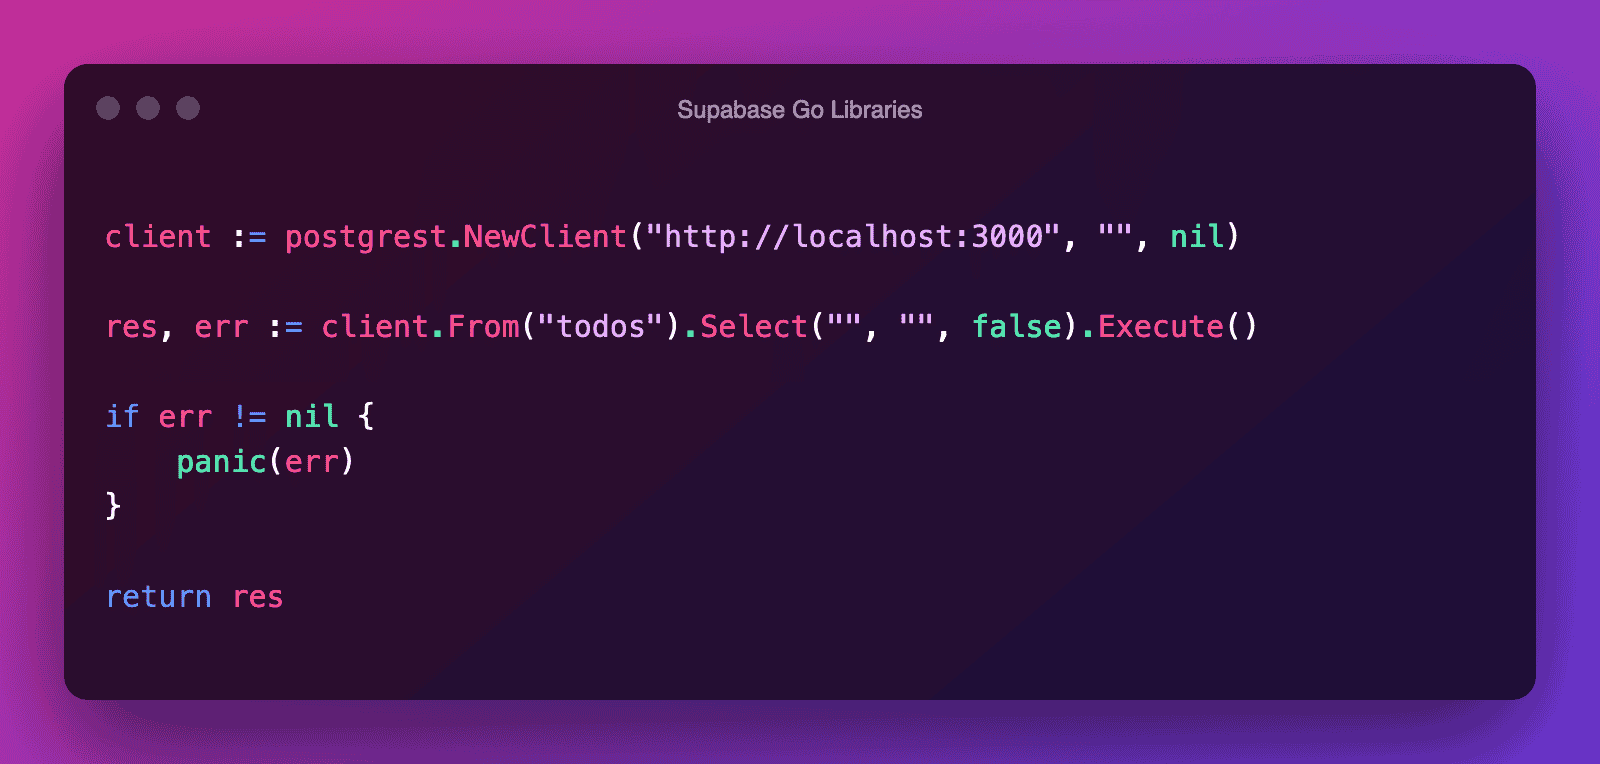 Supabase Go Libraries
client := postgrest.NewClient("http://localhost:3000", "", nil)
res, err := client.From("todos").Select("", "", false).Execute()
if err != nil {
    panic(err)
}
return res